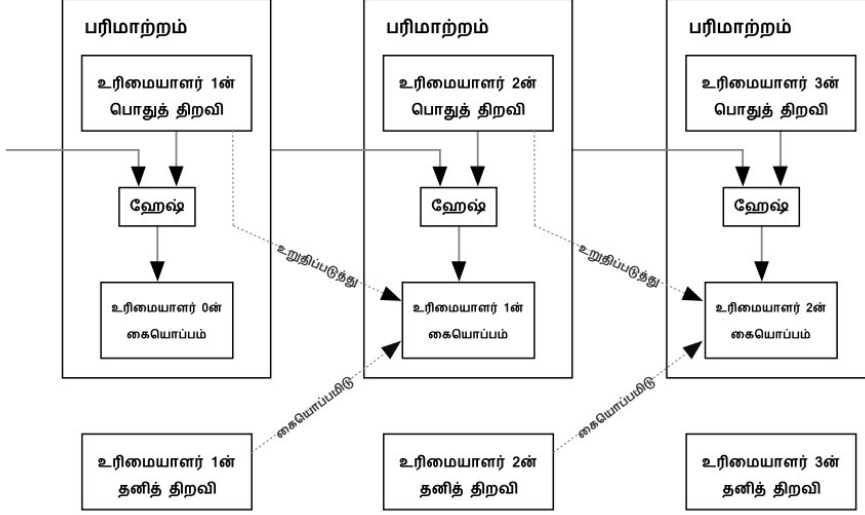 பரிமாற்றம்
உரிமையாளர் 1ன்
பொதுத் திறவி
ஹேஷ்
உரிமையாளர் 0ன்
கையொப்பம்
பரிமாற்றம்
உரிமையாளர் 2ன்
பொதுத் திறவி
ஹேஷ்
உறுதிப்படுத்து
உரிமையாளர் 1ன்
கையொப்பம்
பரிமாற்றம்
உரிமையாளர் 3ன்
பொதுத் திறவி
ஹேஷ்
உறுதிப்படுத்து
உரிமையாளர் 2ன்
கையொப்பம்
கையொப்பமிடு
கையொப்பமிடு
உரிமையாளர் 1ன்
தனித் திறவி
உரிமையாளர் 2ன்
தனித் திறவி
உரிமையாளர் 3ன்
தனித் திறவி